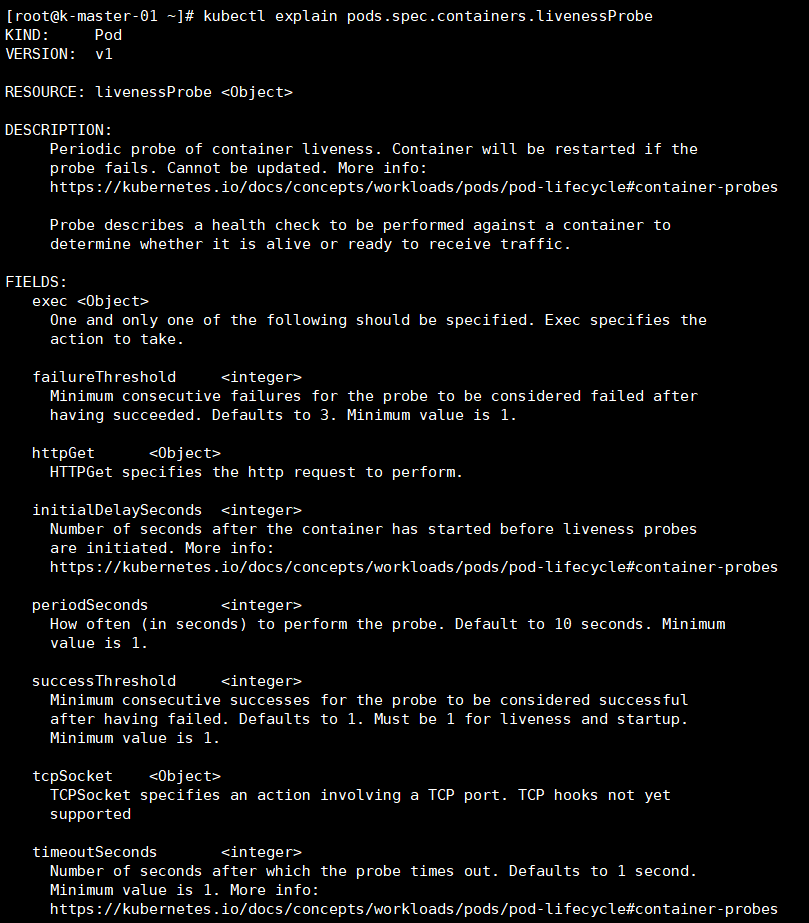 [root@k-master-01 ~]# kubectl explain pods.spec.containers.livenessProbe
KIND:     Pod
VERSION:  v1

RESOURCE: livenessProbe <Object>

DESCRIPTION:
     Periodic probe of container liveness. Container will be restarted if the
     probe fails. Cannot be updated. More info:
     https://kubernetes.io/docs/concepts/workloads/pods/pod-lifecycle#container-probes

     Probe describes a health check to be performed against a container to
     determine whether it is alive or ready to receive traffic.

FIELDS:
   exec <Object>
     One and only one of the following should be specified. Exec specifies the
     action to take.

   failureThreshold     <integer>
     Minimum consecutive failures for the probe to be considered failed after
     having succeeded. Defaults to 3. Minimum value is 1.

   httpGet      <Object>
     HTTPGet specifies the http request to perform.

   initialDelaySeconds  <integer>
     Number of seconds after the container has started before liveness probes
     are initiated. More info:
     https://kubernetes.io/docs/concepts/workloads/pods/pod-lifecycle#container-probes

   periodSeconds        <integer>
     How often (in seconds) to perform the probe. Default to 10 seconds. Minimum
     value is 1.

   successThreshold     <integer>
     Minimum consecutive successes for the probe to be considered successful
     after having failed. Defaults to 1. Must be 1 for liveness and startup.
     Minimum value is 1.

   tcpSocket    <Object>
     TCPSocket specifies an action involving a TCP port. TCP hooks not yet
     supported

   timeoutSeconds       <integer>
     Number of seconds after which the probe times out. Defaults to 1 second.
     Minimum value is 1. More info:
     https://kubernetes.io/docs/concepts/workloads/pods/pod-lifecycle#container-probes